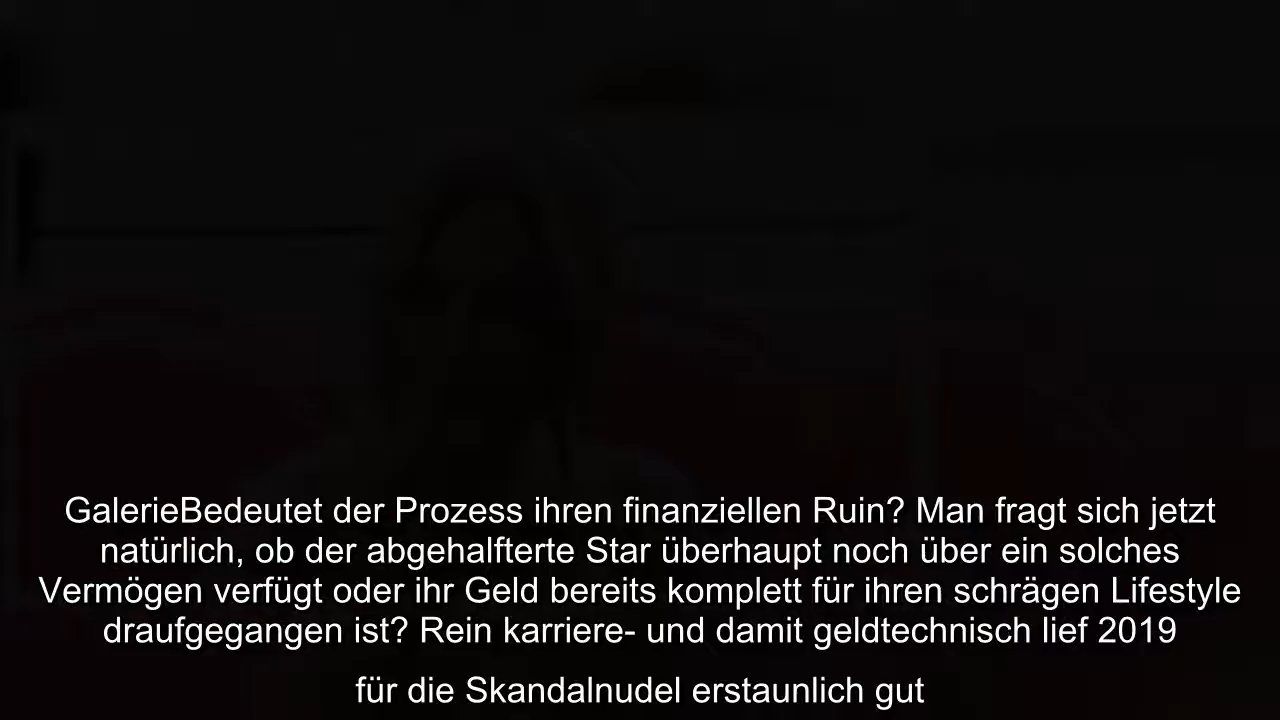 GalerieBedeutet der Prozess ihren finanziellen Ruin? Man fragt sich jetzt
natürlich, ob der abgehalfterte Star überhaupt noch über ein solches
Vermögen verfügt oder ihr Geld bereits komplett für ihren schrägen Lifestyle
draufgegangen ist? Rein karriere- und damit geldtechnisch lief 2019
für die Skandalnudel erstaunlich gut